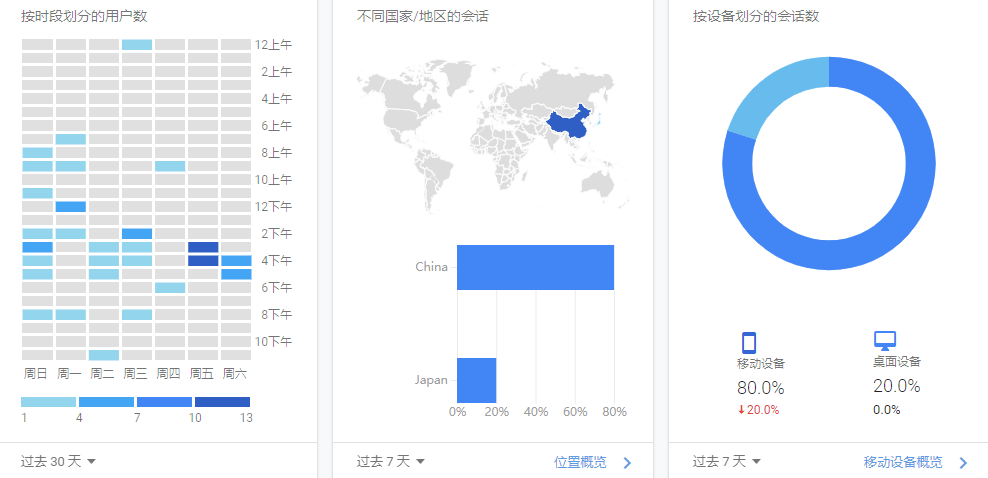 按时段划分的用户数
12上午
2上午
4上午
6上午
8上午
10上午
12下午
2下午
4下午
6下午
8下午
10下午
周日 周一 周二 周三 周四 周五 周六
1 4 7 10 13
过去 30 天
不同国家/地区的会话
China
Japan
0% 20% 40% 60% 80%
过去 7 天
位置概览
按设备划分的会话数
移动设备
80.0%
20.0%
桌面设备
20.0%
0.0%
过去 7 天
移动设备概览